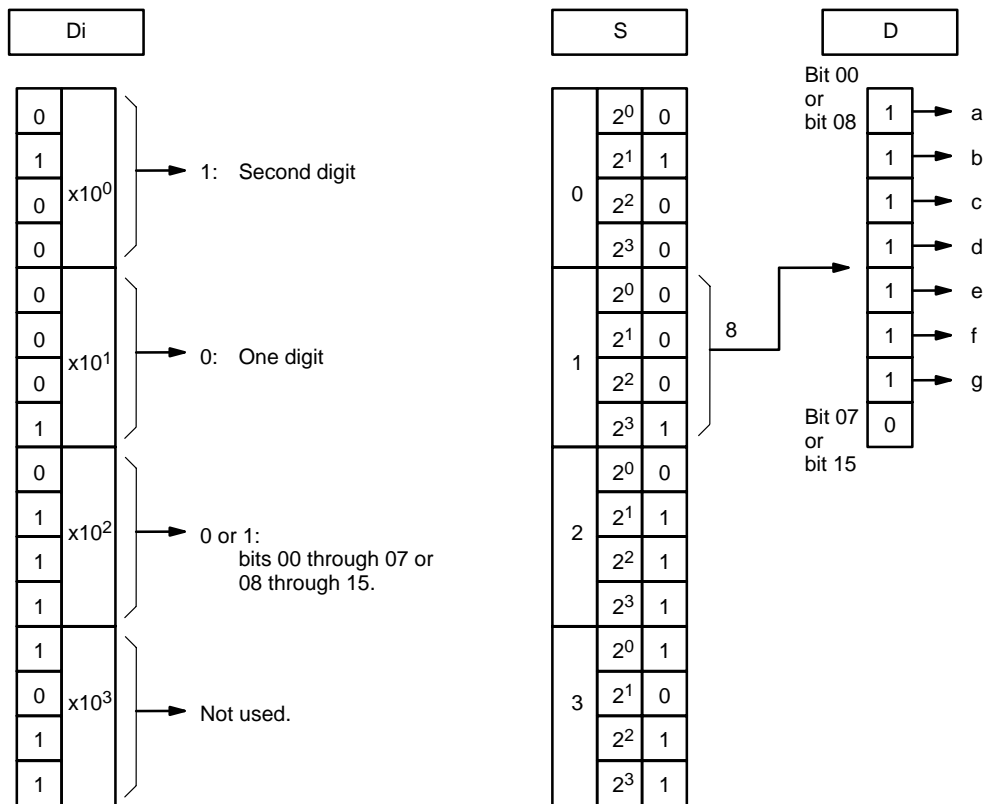 Di
S
D
0
1
0
0
x10⁰
1: Second digit
0
0
0
1
x10¹
0: One digit
0
1
1
1
x10²
0 or 1:
bits 00 through 07 or
08 through 15.
1
0
1
1
x10³
Not used.
0
2⁰ 0
2¹ 1
2² 0
2³ 0
1
2⁰ 0
2¹ 0
2² 0
2³ 1
8
2
2⁰ 0
2¹ 1
2² 1
2³ 1
3
2⁰ 1
2¹ 0
2² 1
2³ 1
Bit 00
or
bit 08
1 a
1 b
1 c
1 d
1 e
1 f
1 g
0
Bit 07
or
bit 15